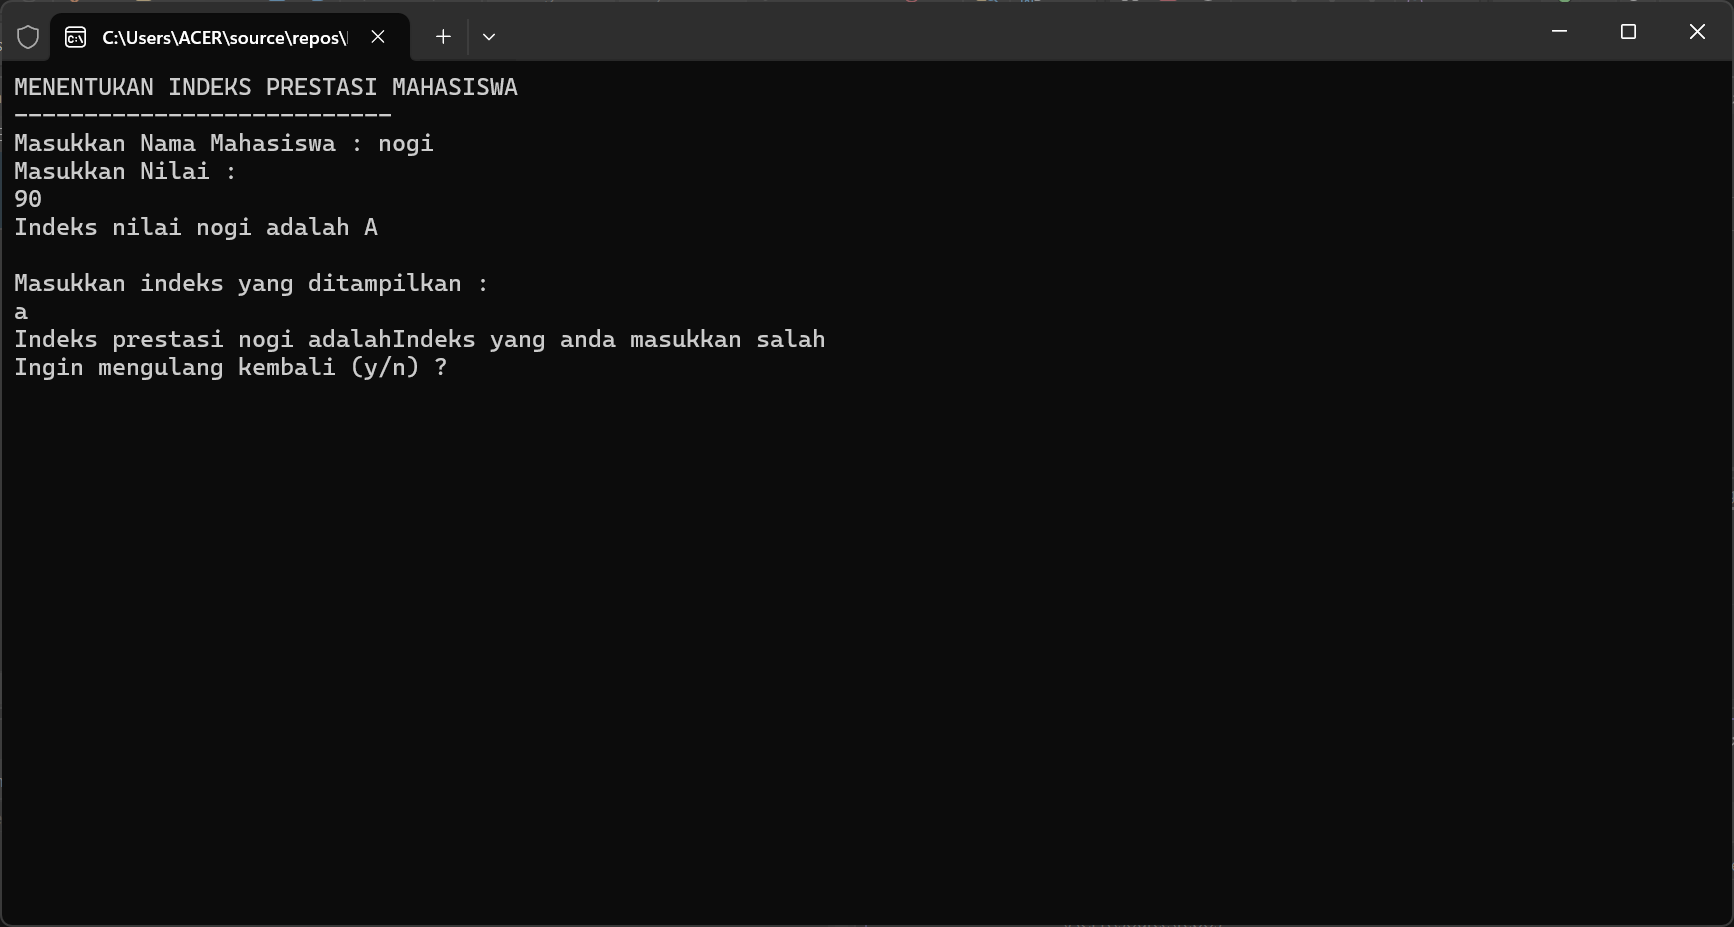 C:\Users\ACER\source\repos\
MENENTUKAN INDEKS PRESTASI MAHASISWA
---------------------------
Masukkan Nama Mahasiswa : nogi
Masukkan Nilai :
90
Indeks nilai nogi adalah A
Masukkan indeks yang ditampilkan :
a
Indeks prestasi nogi adalahIndeks yang anda masukkan salah
Ingin mengulang kembali (y/n) ?